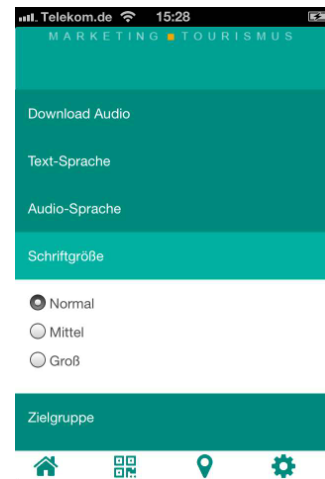 Telekom.de 15:28
MARKETING TOURISMUS
Download Audio
Text-Sprache
Audio-Sprache
Schriftgröße
Normal
Mittel
Groß
Zielgruppe